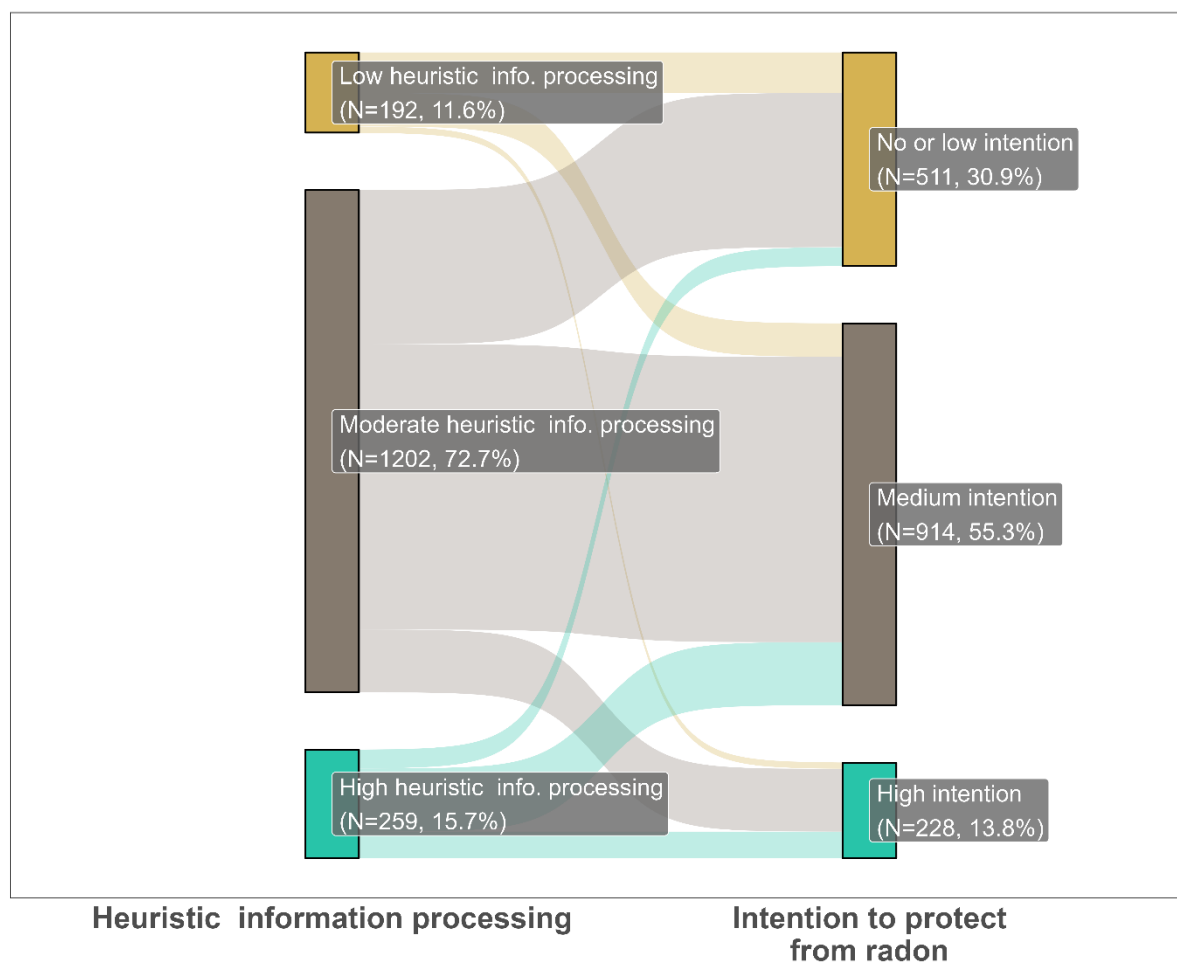 Low heuristic  info. processing
(N=192, 11.6%)
Moderate heuristic  info. processing
(N=1202, 72.7%)
High heuristic  info. processing
(N=259, 15.7%)
No or low intention
(N=511, 30.9%)
Medium intention
(N=914, 55.3%)
High intention
(N=228, 13.8%)
Heuristic  information processing
Intention to protect
from radon